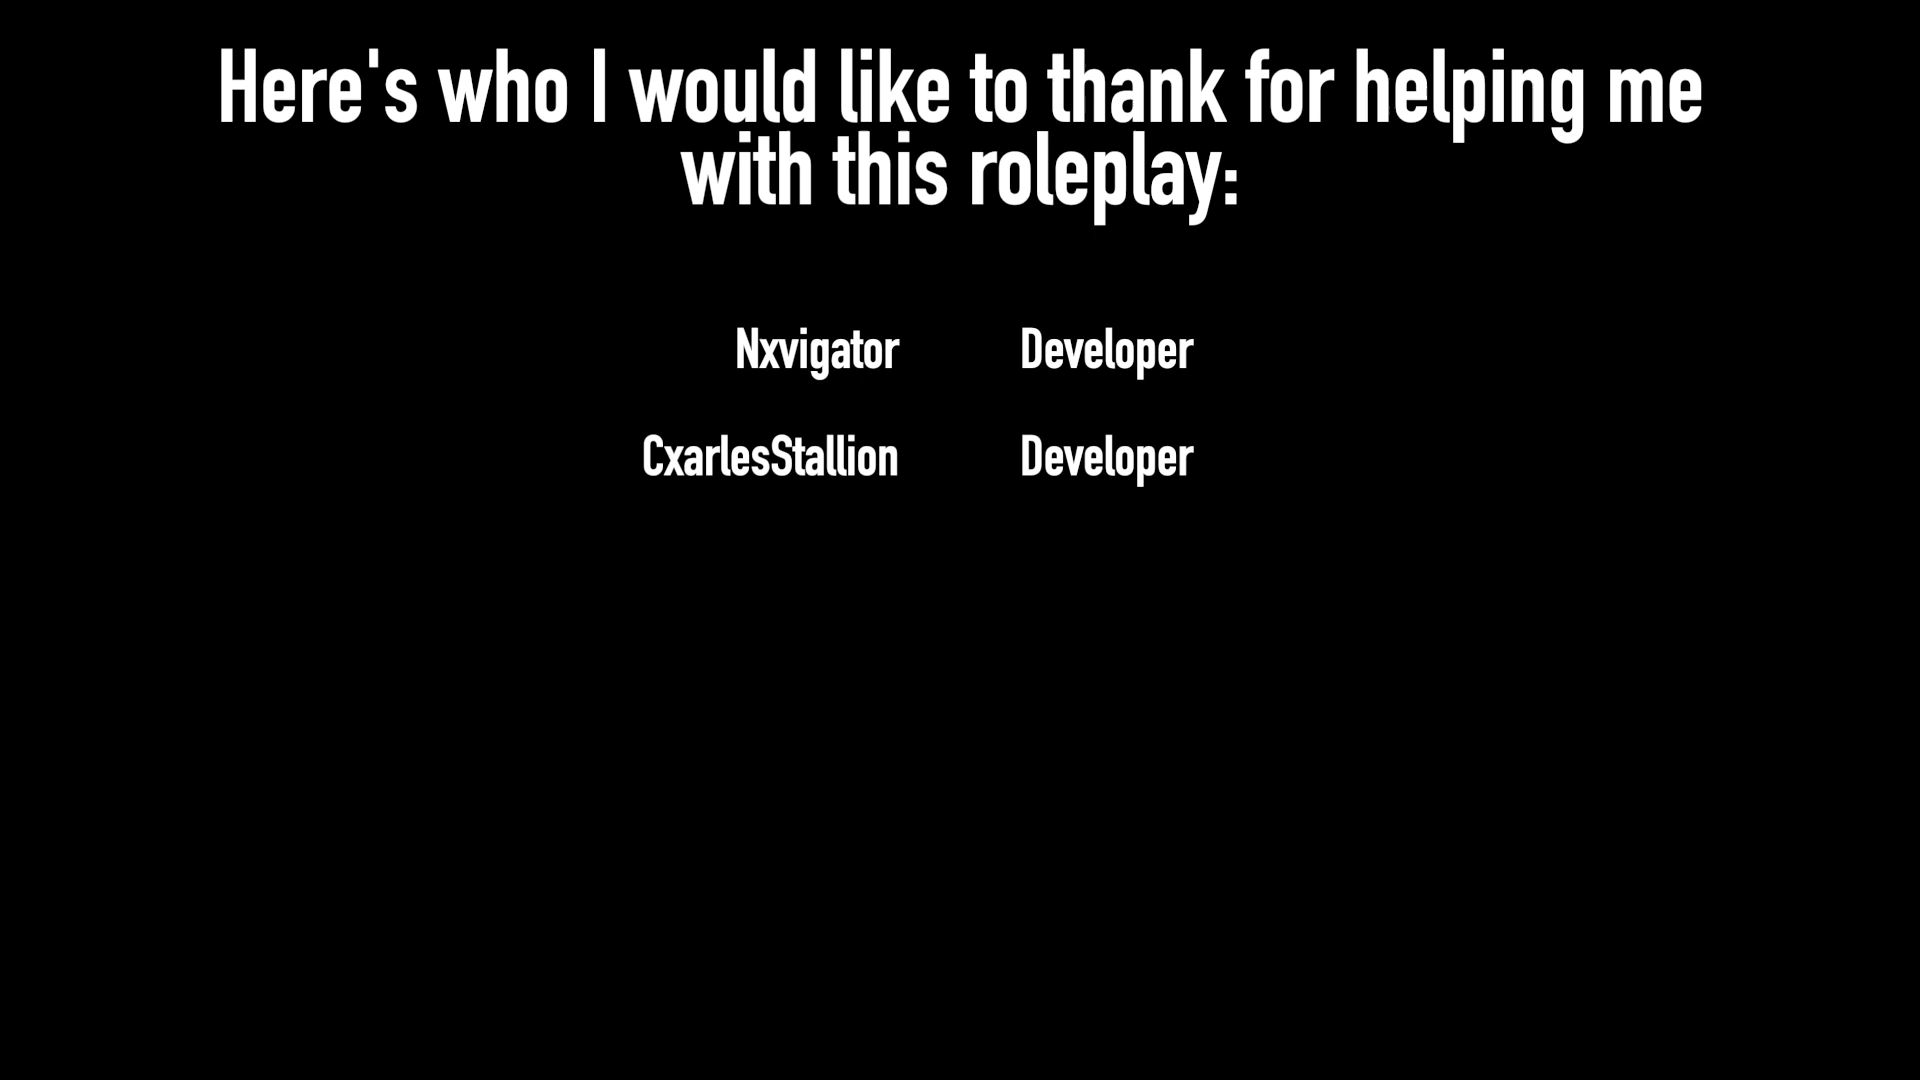 Here's who I would like to thank for helping me
with this roleplay:
Nxvigator Developer
CxarlesStallion Developer